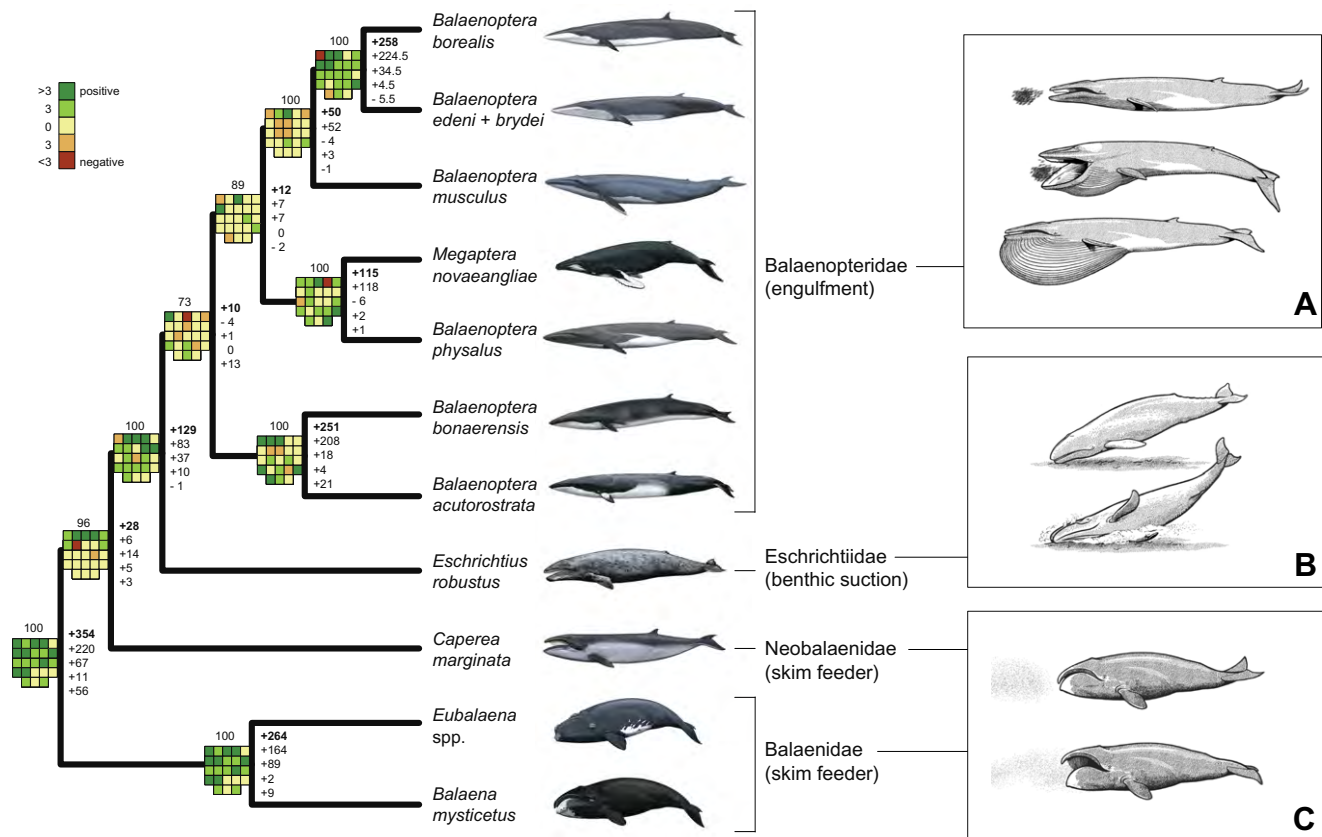 >3 positive
3
0
3
<3 negative
100
+258
+224.5
+34.5
+4.5
- 5.5
100
+50
+52
- 4
+3
-1
89
+12
+7
+7
0
- 2
100
+115
+118
- 6
+2
+1
73
+10
- 4
+1
0
+13
100
+251
+208
+18
+4
+21
100
+129
+83
+37
+10
- 1
96
+28
+6
+14
+5
+3
100
+354
+220
+67
+11
+56
100
+264
+164
+89
+2
+9
Balaenoptera
borealis
Balaenoptera
edeni + brydei
Balaenoptera
musculus
Megaptera
novaeangliae
Balaenoptera
physalus
Balaenoptera
bonaerensis
Balaenoptera
acutorostrata
Eschrichtius
robustus
Caperea
marginata
Eubalaena
spp.
Balaena
mysticetus
Balaenopteridae
(engulfment)
Eschrichtiidae
(benthic suction)
Neobalaenidae
(skim feeder)
Balaenidae
(skim feeder)
A
B
C